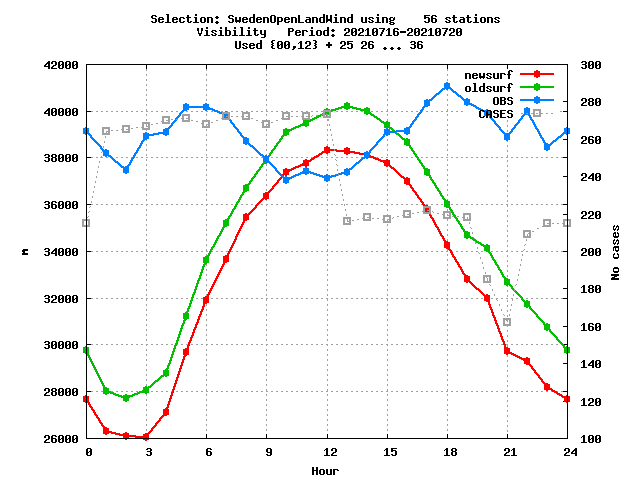 Selection: SwedenOpenLandWind using    56 stations
Visibility   Period: 20210716-20210720
Used {00,12} + 25 26 ... 36
newsurf
oldsurf
OBS
CASES
42000
40000
38000
36000
34000
32000
30000
28000
26000
300
280
260
240
220
200
180
160
140
120
100
m
No cases
0 3 6 9 12 15 18 21 24
Hour